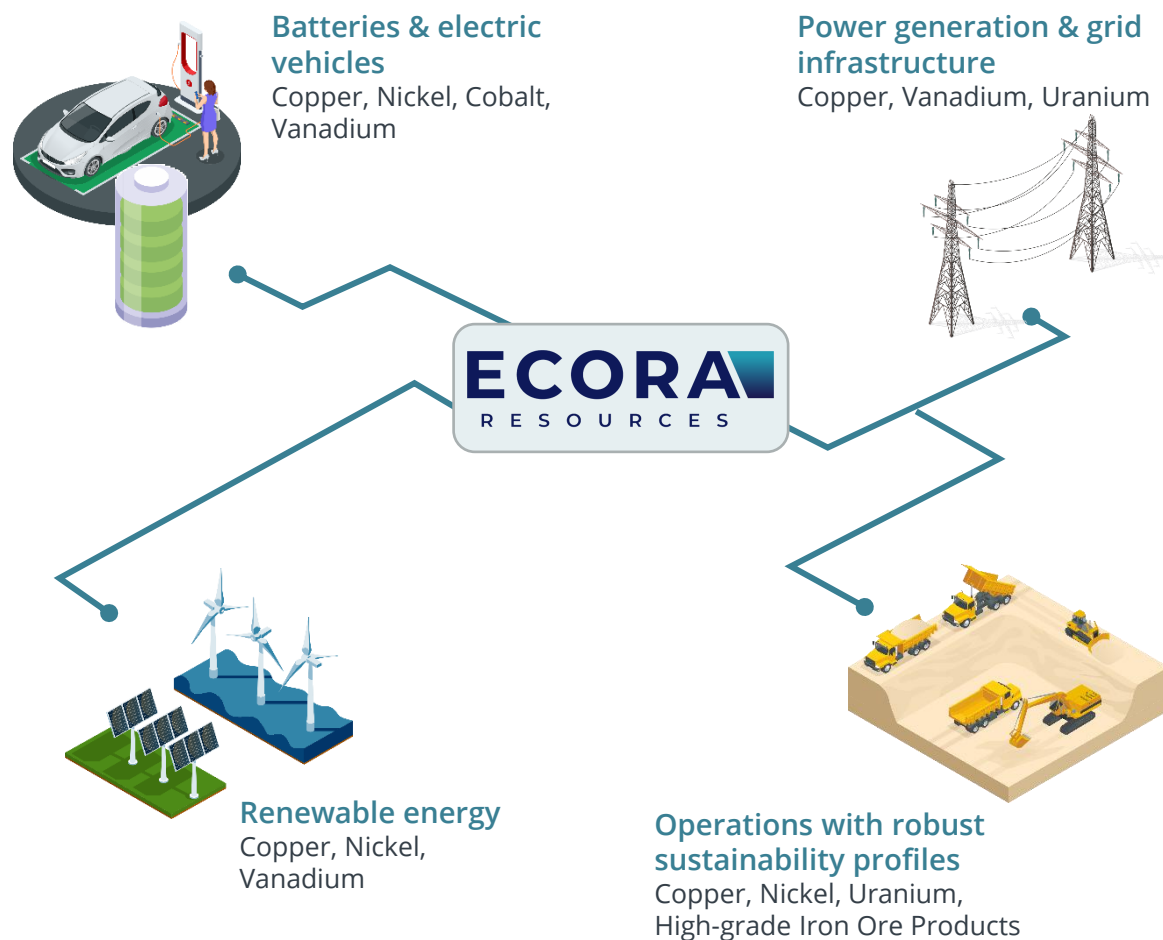 Batteries & electric
vehicles
Copper, Nickel, Cobalt,
Vanadium
Power generation & grid
infrastructure
Copper, Vanadium, Uranium
ECORA
RESOURCES
Renewable energy
Copper, Nickel,
Vanadium
Operations with robust
sustainability profiles
Copper, Nickel, Uranium,
High-grade Iron Ore Products